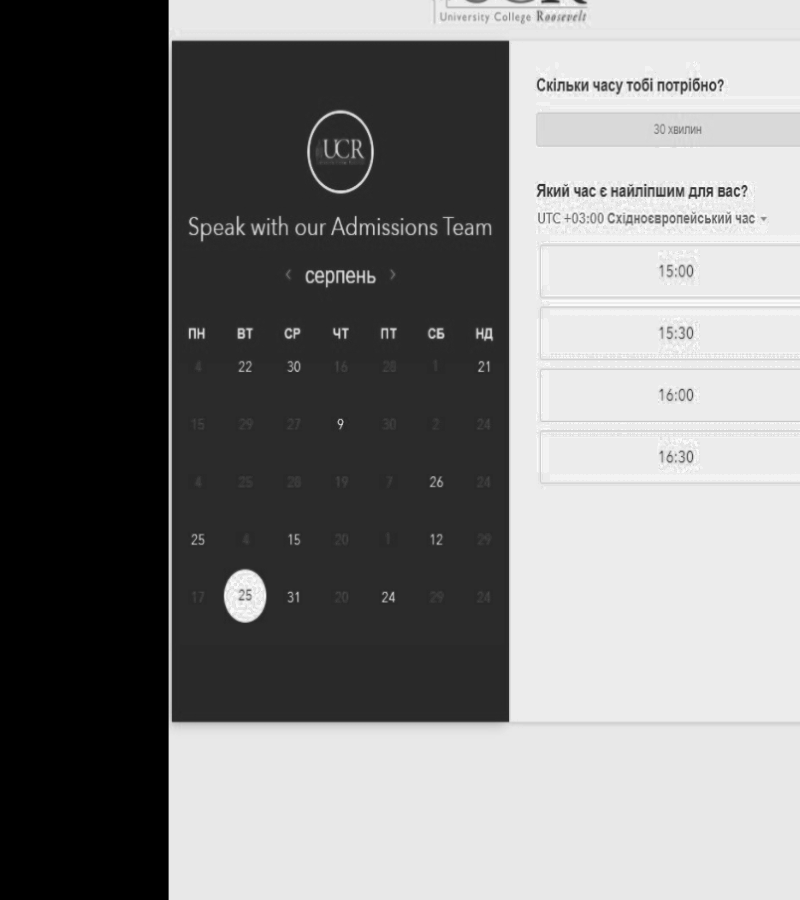 University College Roosevelt
UCR
Speak with our Admissions Team
‹ серпень ›
ПН ВТ СР ЧТ ПТ СБ НД
4 22 30 16 28 1 21
15 29 27 9 30 2 24
4 25 28 19 7 26 24
25 4 15 20 1 12 29
17 25 31 20 24 29 24
Скільки часу тобі потрібно?
30 хвилин
Який час є найліпшим для вас?
UTC +03:00 Східноєвропейський час
15:00
15:30
16:00
16:30